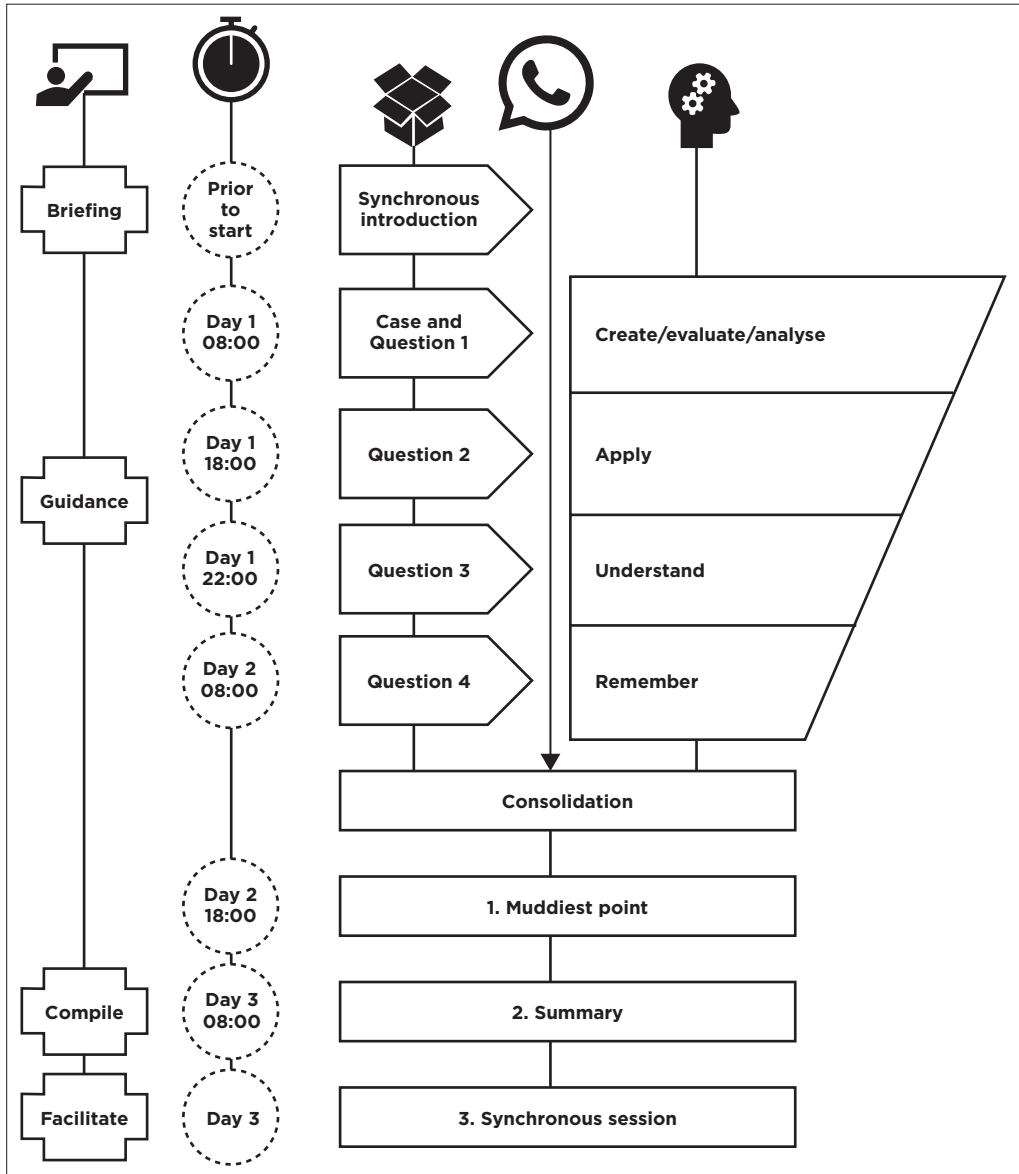 Briefing
Prior
to
start
Synchronous
introduction
Day 1
08:00
Case and
Question 1
Create/evaluate/analyse
Day 1
18:00
Question 2
Apply
Guidance
Day 1
22:00
Question 3
Understand
Day 2
08:00
Question 4
Remember
Consolidation
Day 2
18:00
1. Muddiest point
Compile
Day 3
08:00
2. Summary
Facilitate
Day 3
3. Synchronous session